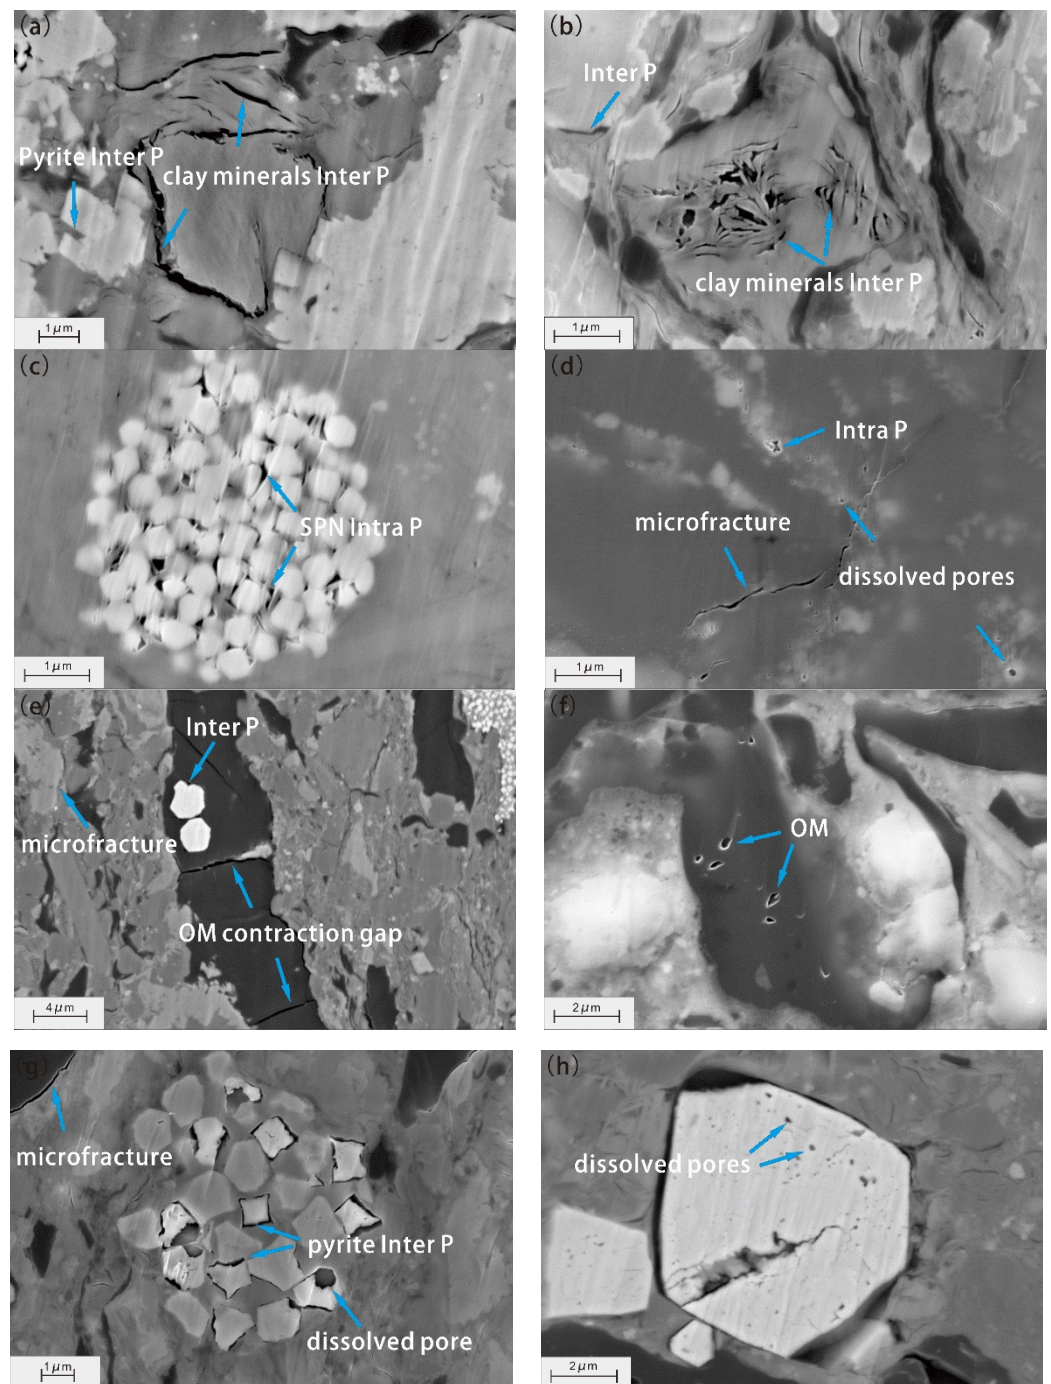 (a)
Pyrite Inter P
clay minerals Inter P
1μm
(b)
Inter P
clay minerals Inter P
1μm
(c)
SPN Intra P
1μm
(d)
Intra P
microfracture
dissolved pores
1μm
(e)
Inter P
microfracture
OM contraction gap
4μm
(f)
OM
2μm
(g)
microfracture
pyrite Inter P
dissolved pore
1μm
(h)
dissolved pores
2μm